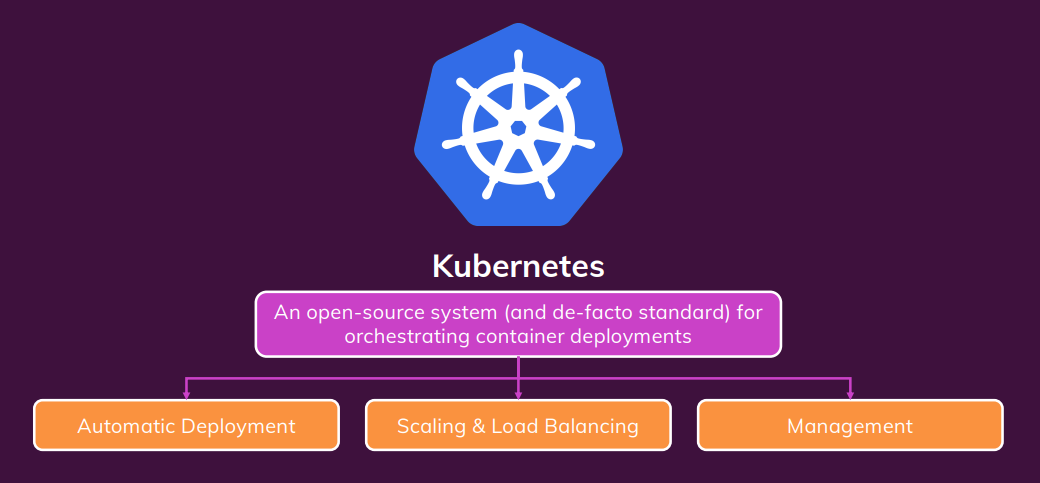 Kubernetes
An open-source system (and de-facto standard) for
orchestrating container deployments
Automatic Deployment
Scaling & Load Balancing
Management